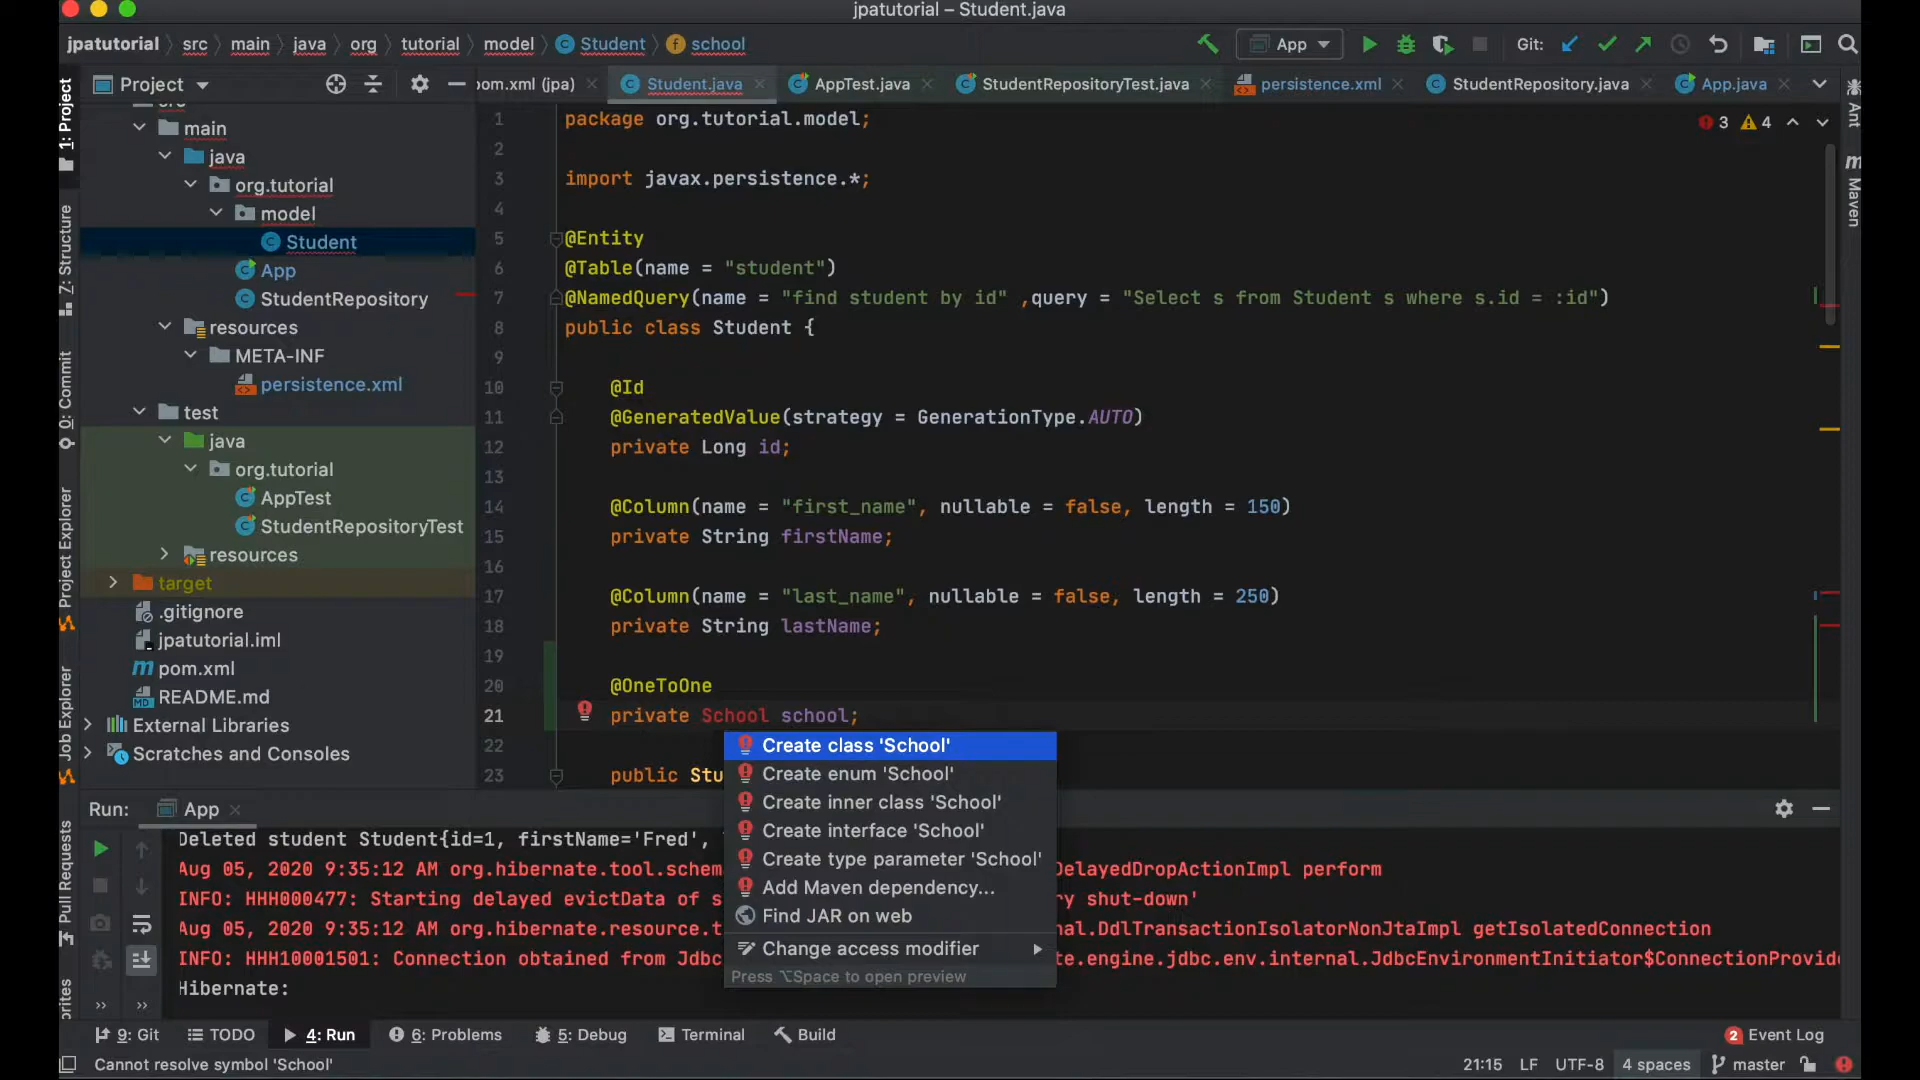 jpatutorial – Student.java
jpatutorial src main java org tutorial model Student school
App Git:
Project
pom.xml (jpa) Student.java AppTest.java StudentRepositoryTest.java persistence.xml StudentRepository.java App.java
1: Project
7: Structure
0: Commit
Project Explorer
Job Explorer
Pull Requests
Ant
Maven
main
java
org.tutorial
model
Student
App
StudentRepository
resources
META-INF
persistence.xml
test
java
org.tutorial
AppTest
StudentRepositoryTest
resources
target
.gitignore
jpatutorial.iml
pom.xml
README.md
External Libraries
Scratches and Consoles
3 4
1 package org.tutorial.model;
2
3 import javax.persistence.*;
4
5 @Entity
6 @Table(name = "student")
7 @NamedQuery(name = "find student by id" ,query = "Select s from Student s where s.id = :id")
8 public class Student {
9
10 @Id
11 @GeneratedValue(strategy = GenerationType.AUTO)
12 private Long id;
13
14 @Column(name = "first_name", nullable = false, length = 150)
15 private String firstName;
16
17 @Column(name = "last_name", nullable = false, length = 250)
18 private String lastName;
19
20 @OneToOne
21 private School school;
22
23 public Stu
Create class 'School'
Create enum 'School'
Create inner class 'School'
Create interface 'School'
Create type parameter 'School'
Add Maven dependency...
Find JAR on web
Change access modifier
Press ⌥Space to open preview
Run: App
Deleted student Student{id=1, firstName='Fred',
Aug 05, 2020 9:35:12 AM org.hibernate.tool.schem DelayedDropActionImpl perform
INFO: HHH000477: Starting delayed evictData of s ry shut-down'
Aug 05, 2020 9:35:12 AM org.hibernate.resource.t nal.DdlTransactionIsolatorNonJtaImpl getIsolatedConnection
INFO: HHH10001501: Connection obtained from Jdbc te.engine.jdbc.env.internal.JdbcEnvironmentInitiator$ConnectionProvide
Hibernate:
9: Git TODO 4: Run 6: Problems 5: Debug Terminal Build 2 Event Log
Cannot resolve symbol 'School' 21:15 LF UTF-8 4 spaces master